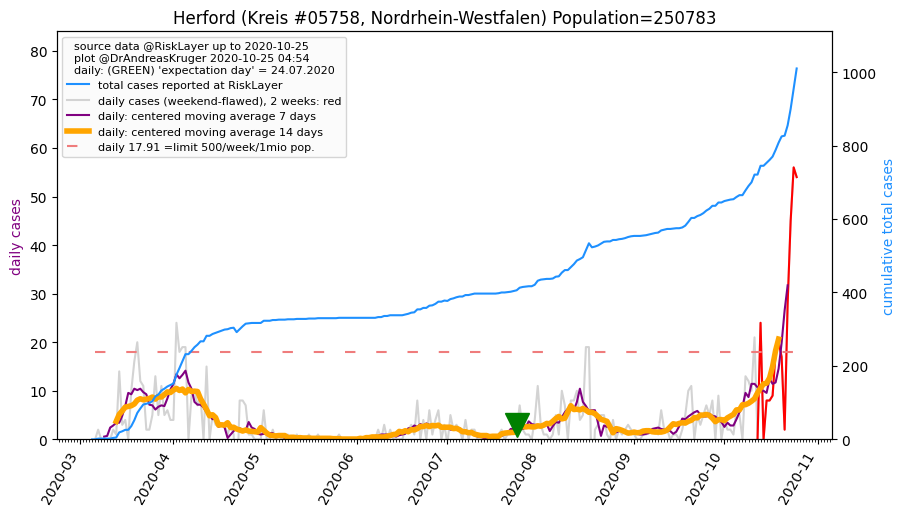 Herford (Kreis #05758, Nordrhein-Westfalen) Population=250783
source data @RiskLayer up to 2020-10-25
plot @DrAndreasKruger 2020-10-25 04:54
daily: (GREEN) 'expectation day' = 24.07.2020
total cases reported at RiskLayer
daily cases (weekend-flawed), 2 weeks: red
daily: centered moving average 7 days
daily: centered moving average 14 days
daily 17.91 =limit 500/week/1mio pop.
daily cases
80
70
60
50
40
30
20
10
0
cumulative total cases
1000
800
600
400
200
0
2020-03
2020-04
2020-05
2020-06
2020-07
2020-08
2020-09
2020-10
2020-11